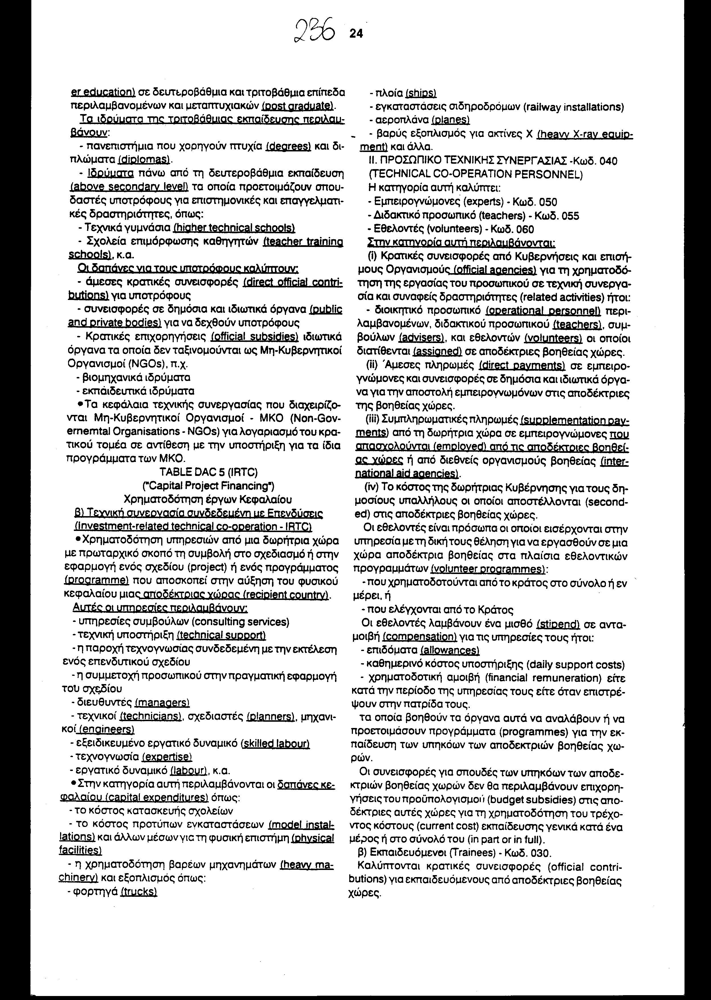 236 24
er education) σε δευτεροβάθμια και τριτοβάθμια επίπεδα
περιλαμβανομένων και μεταπτυχιακών (post graduate).
Τα ιδρύματα της τριτοβάθμιας εκπαίδευσης περιλαμ-
βάνουν:
- πανεπιστήμια που χορηγούν πτυχία (degrees) και δι-
πλώματα (diplomas).
- Ιδρύματα πάνω από τη δευτεροβάθμια εκπαίδευση
(above secondary level) τα οποία προετοιμάζουν σπου-
δαστές υποτρόφους για επιστημονικές και επαγγελματι-
κές δραστηριότητες, όπως:
- Τεχνικά γυμνάσια (higher technical schools)
- Σχολεία επιμόρφωσης καθηγητών (teacher training
schools), κ.α.
Οι δαπάνες για τους υποτρόφους καλύπτουν:
- άμεσες κρατικές συνεισφορές (direct official contri-
butions) για υποτρόφους
- συνεισφορές σε δημόσια και ιδιωτικά όργανα (public
and private bodies) για να δεχθούν υποτρόφους
- Κρατικές επιχορηγήσεις (official subsidies) ιδιωτικά
όργανα τα οποία δεν ταξινομούνται ως Μη-Κυβερνητικοί
Οργανισμοί (NGOs), π.χ.
- βιομηχανικά ιδρύματα
- εκπαιδευτικά ιδρύματα
•Τα κεφάλαια τεχνικής συνεργασίας που διαχειρίζο-
νται Μη-Κυβερνητικοί Οργανισμοί - ΜΚΟ (Non-Gov-
ernemtal Organisations - NGOs) για λογαριασμό του κρα-
τικού τομέα σε αντίθεση με την υποστήριξη για τα ίδια
προγράμματα των ΜΚΟ.
TABLE DAC 5 (IRTC)
("Capital Project Financing")
Χρηματοδότηση έργων Κεφαλαίου
β) Τεχνική συνεργασία συνδεδεμένη με Επενδύσεις
(Investment-related technical co-operation - IRTC)
•Χρηματοδότηση υπηρεσιών από μια δωρήτρια χώρα
με πρωταρχικό σκοπό τη συμβολή στο σχεδιασμό ή στην
εφαρμογή ενός σχεδίου (project) ή ενός προγράμματος
(programme) που αποσκοπεί στην αύξηση του φυσικού
κεφαλαίου μιας αποδέκτριας χώρας (recipient country).
Αυτές οι υπηρεσίες περιλαμβάνουν:
- υπηρεσίες συμβούλων (consulting services)
- τεχνική υποστήριξη (technical support)
- η παροχή τεχνογνωσίας συνδεδεμένη με την εκτέλεση
ενός επενδυτικού σχεδίου
- η συμμετοχή προσωπικού στην πραγματική εφαρμογή
του σχεδίου
- διευθυντές (managers)
- τεχνικοί (technicians), σχεδιαστές (planners), μηχανι-
κοί (engineers)
- εξειδικευμένο εργατικό δυναμικό (skilled labour)
- τεχνογνωσία (expertise)
- εργατικό δυναμικό (labour), κ.α.
•Στην κατηγορία αυτή περιλαμβάνονται οι δαπάνες κε-
φαλαίου (capital expenditures) όπως:
- το κόστος κατασκευής σχολείων
- το κόστος προτύπων εγκαταστάσεων (model instal-
lations) και άλλων μέσων για τη φυσική επιστήμη (physical
facilities)
- η χρηματοδότηση βαρέων μηχανημάτων (heavy ma-
chinery) και εξοπλισμός όπως:
- φορτηγά (trucks)
- πλοία (ships)
- εγκαταστάσεις σιδηροδρόμων (railway installations)
- αεροπλάνα (planes)
- βαρύς εξοπλισμός για ακτίνες Χ (heavy X-ray equip-
ment) και άλλα.
II. ΠΡΟΣΩΠΙΚΟ ΤΕΧΝΙΚΗΣ ΣΥΝΕΡΓΑΣΙΑΣ -Κωδ. 040
(TECHNICAL CO-OPERATION PERSONNEL)
Η κατηγορία αυτή καλύπτει:
- Εμπειρογνώμονες (experts) - Κωδ. 050
- Διδακτικό προσωπικό (teachers) - Κωδ. 055
- Εθελοντές (volunteers) - Κωδ. 060
Στην κατηγορία αυτή περιλαμβάνονται:
(i) Κρατικές συνεισφορές από Κυβερνήσεις και επισή-
μους Οργανισμούς (official agencies) για τη χρηματοδό-
τηση της εργασίας του προσωπικού σε τεχνική συνεργα-
σία και συναφείς δραστηριότητες (related activities) ήτοι:
- διοικητικό προσωπικό (operational personnel) περι-
λαμβανομένων, διδακτικού προσωπικού (teachers), συμ-
βούλων (advisers), και εθελοντών (volunteers) οι οποίοι
διατίθενται (assigned) σε αποδέκτριες βοηθείας χώρες.
(ii) Άμεσες πληρωμές (direct payments) σε εμπειρο-
γνώμονες και συνεισφορές σε δημόσια και ιδιωτικά όργα-
να για την αποστολή εμπειρογνωμόνων στις αποδέκτριες
της βοηθείας χώρες.
(iii) Συμπληρωματικές πληρωμές (supplementation pay-
ments) από τη δωρήτρια χώρα σε εμπειρογνώμονες που
απασχολούνται (employed) από τις αποδέκτριες βοηθεί-
ας χώρες ή από διεθνείς οργανισμούς βοηθείας (inter-
national aid agencies).
(iv) Το κόστος της δωρήτριας Κυβέρνησης για τους δη-
μοσίους υπαλλήλους οι οποίοι αποστέλλονται (second-
ed) στις αποδέκτριες βοηθείας χώρες.
Οι εθελοντές είναι πρόσωπα οι οποίοι εισέρχονται στην
υπηρεσία με τη δική τους θέληση για να εργασθούν σε μια
χώρα αποδέκτρια βοηθείας στα πλαίσια εθελοντικών
προγραμμάτων (volunteer programmes):
- που χρηματοδοτούνται από το κράτος στο σύνολο ή εν
μέρει, ή
- που ελέγχονται από το Κράτος
Οι εθελοντές λαμβάνουν ένα μισθό (stipend) σε αντα-
μοιβή (compensation) για τις υπηρεσίες τους ήτοι:
- επιδόματα (allowances)
- καθημερινό κόστος υποστήριξης (daily support costs)
- χρηματοδοτική αμοιβή (financial remuneration) είτε
κατά την περίοδο της υπηρεσίας τους είτε όταν επιστρέ-
ψουν στην πατρίδα τους.
τα οποία βοηθούν τα όργανα αυτά να αναλάβουν ή να
προετοιμάσουν προγράμματα (programmes) για την εκ-
παίδευση των υπηκόων των αποδεκτριών βοηθείας χω-
ρών.
Οι συνεισφορές για σπουδές των υπηκόων των αποδε-
κτριών βοηθείας χωρών δεν θα περιλαμβάνουν επιχορη-
γήσεις του προϋπολογισμού (budget subsidies) στις απο-
δέκτριες αυτές χώρες για τη χρηματοδότηση του τρέχο-
ντος κόστους (current cost) εκπαίδευσης γενικά κατά ένα
μέρος ή στο σύνολό του (in part or in full).
β) Εκπαιδευόμενοι (Trainees) - Κωδ. 030.
Καλύπτονται κρατικές συνεισφορές (official contri-
butions) για εκπαιδευόμενους από αποδέκτριες βοηθείας
χώρες.